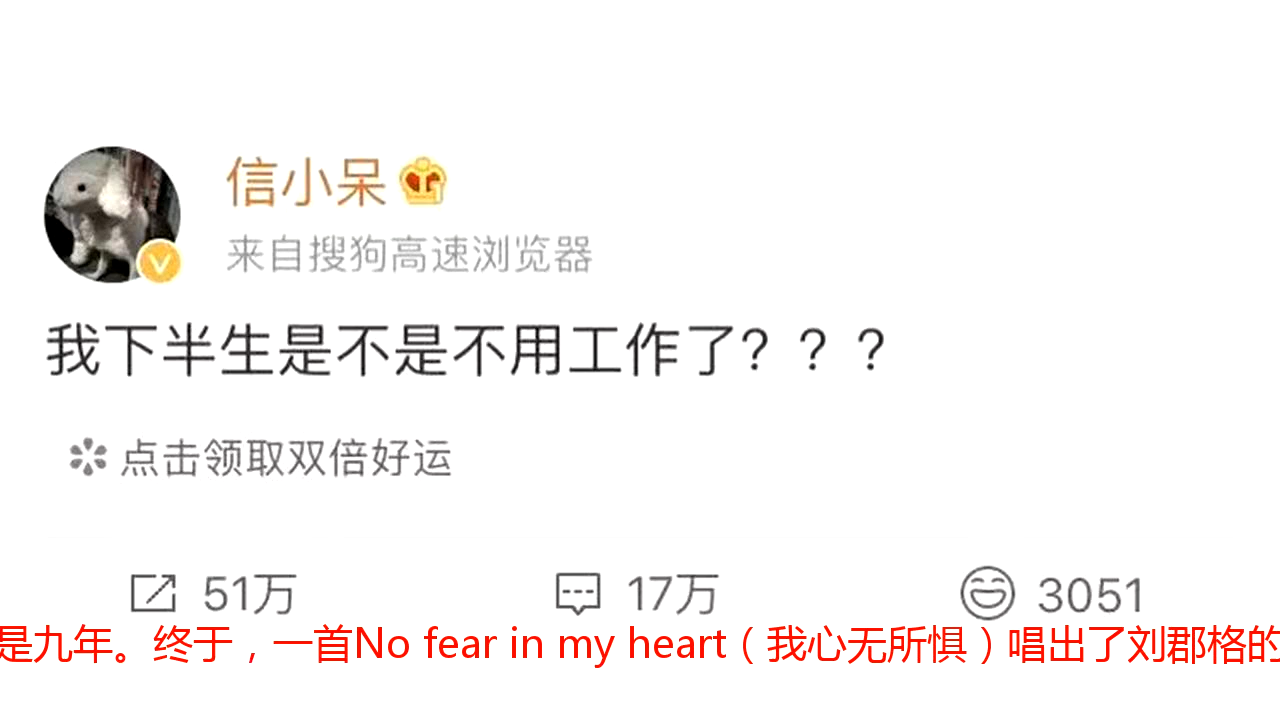 信小呆
来自搜狗高速浏览器
我下半生是不是不用工作了？？？
点击领取双倍好运
51万
17万
3051
是九年。终于，一首No fear in my heart（我心无所惧）唱出了刘郡格的